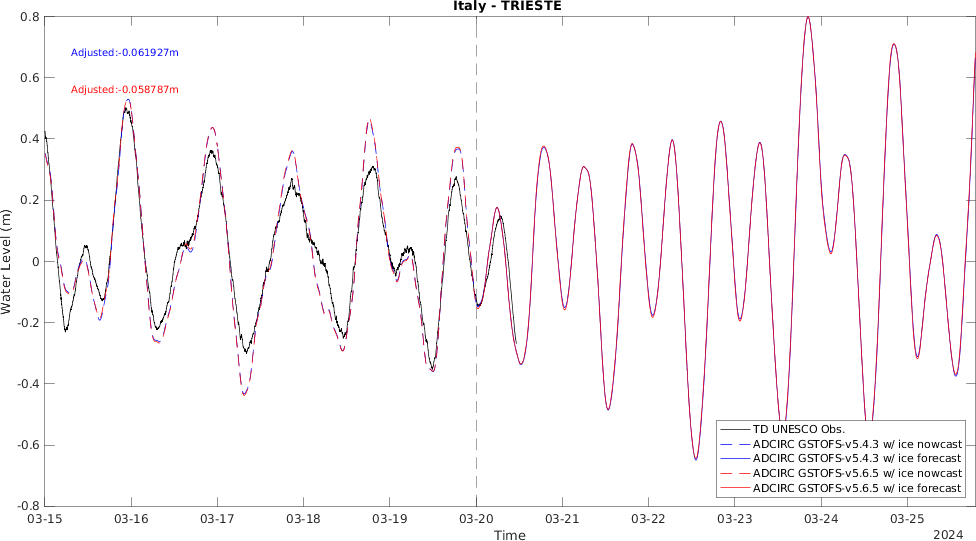 Italy - TRIESTE
Adjusted:-0.061927m
Adjusted:-0.058787m
Water Level (m)
0.8
0.6
0.4
0.2
0
-0.2
-0.4
-0.6
-0.8
TD UNESCO Obs.
ADCIRC GSTOFS-v5.4.3 w/ ice nowcast
ADCIRC GSTOFS-v5.4.3 w/ ice forecast
ADCIRC GSTOFS-v5.6.5 w/ ice nowcast
ADCIRC GSTOFS-v5.6.5 w/ ice forecast
03-15 03-16 03-17 03-18 03-19 03-20 03-21 03-22 03-23 03-24 03-25
Time
2024